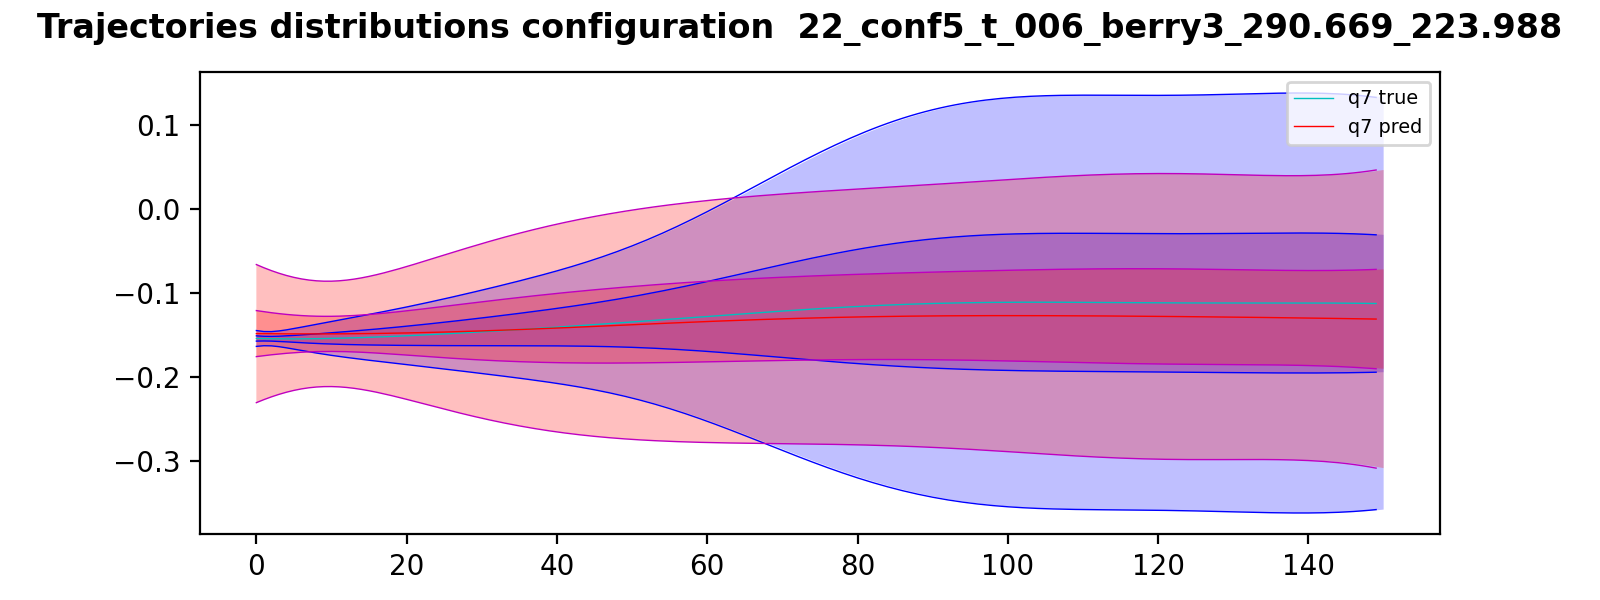 Trajectories distributions configuration  22_conf5_t_006_berry3_290.669_223.988
q7 true
q7 pred
0.1
0.0
−0.1
−0.2
−0.3
0 20 40 60 80 100 120 140